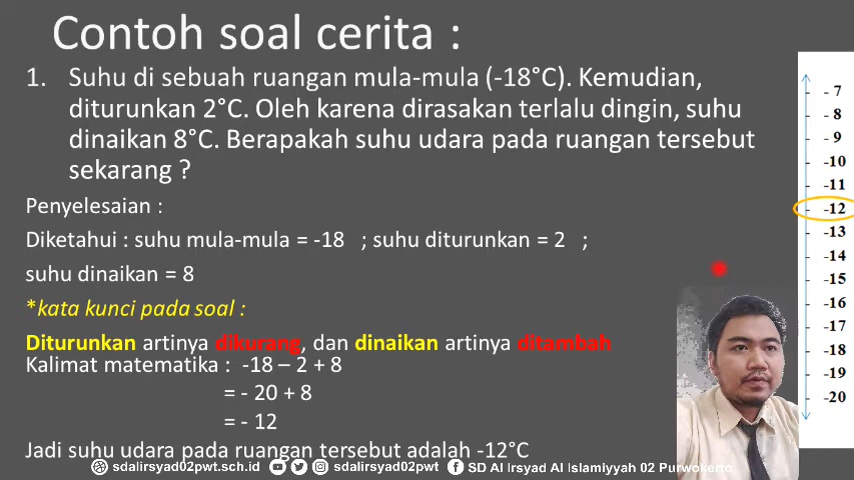 Contoh soal cerita :
1. Suhu di sebuah ruangan mula-mula (-18°C). Kemudian,
diturunkan 2°C. Oleh karena dirasakan terlalu dingin, suhu
dinaikan 8°C. Berapakah suhu udara pada ruangan tersebut
sekarang ?
Penyelesaian :
Diketahui : suhu mula-mula = -18 ; suhu diturunkan = 2 ;
suhu dinaikan = 8
*kata kunci pada soal :
Diturunkan artinya dikurang, dan dinaikan artinya ditambah
Kalimat matematika : -18 – 2 + 8
= - 20 + 8
= - 12
Jadi suhu udara pada ruangan tersebut adalah -12°C
- 7
- 8
- 9
-10
-11
-12
-13
-14
-15
-16
-17
-18
-19
-20
sdalirsyad02pwt.sch.id sdalirsyad02pwt SD Al Irsyad Al Islamiyyah 02 Purwokerto